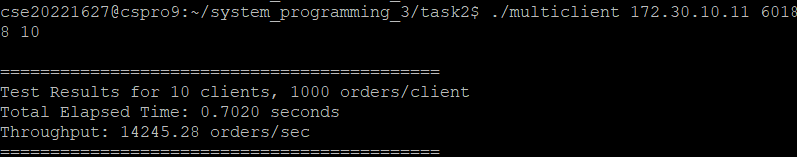 cse20221627@cspro9:~/system_programming_3/task2$ ./multiclient 172.30.10.11 6018
8 10
============================================
Test Results for 10 clients, 1000 orders/client
Total Elapsed Time: 0.7020 seconds
Throughput: 14245.28 orders/sec
============================================